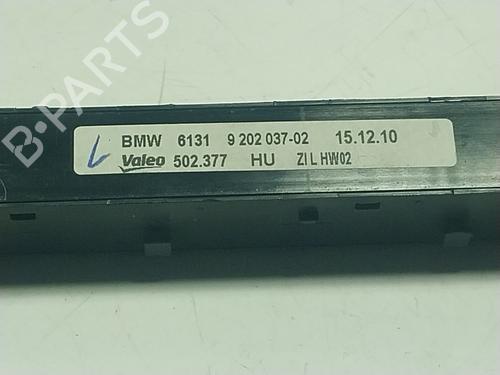 BMW 6131 9 202 037-02 15.12.10
Valeo 502.377 HU ZI L HW02
B-PARTS